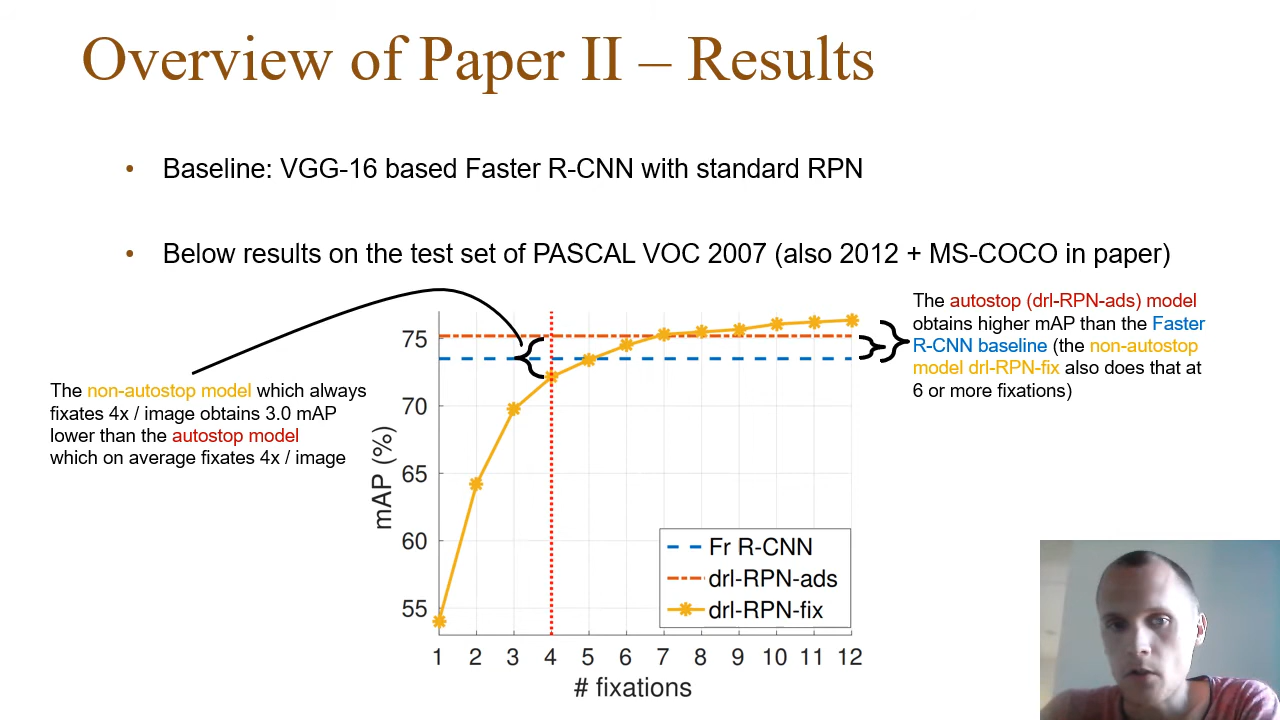 Overview of Paper II – Results
• Baseline: VGG-16 based Faster R-CNN with standard RPN
• Below results on the test set of PASCAL VOC 2007 (also 2012 + MS-COCO in paper)
The autostop (drl-RPN-ads) model
obtains higher mAP than the Faster
R-CNN baseline (the non-autostop
model drl-RPN-fix also does that at
6 or more fixations)
The non-autostop model which always
fixates 4x / image obtains 3.0 mAP
lower than the autostop model
which on average fixates 4x / image
mAP (%)
75
70
65
60
55
Fr R-CNN
drl-RPN-ads
drl-RPN-fix
1 2 3 4 5 6 7 8 9 10 11 12
# fixations